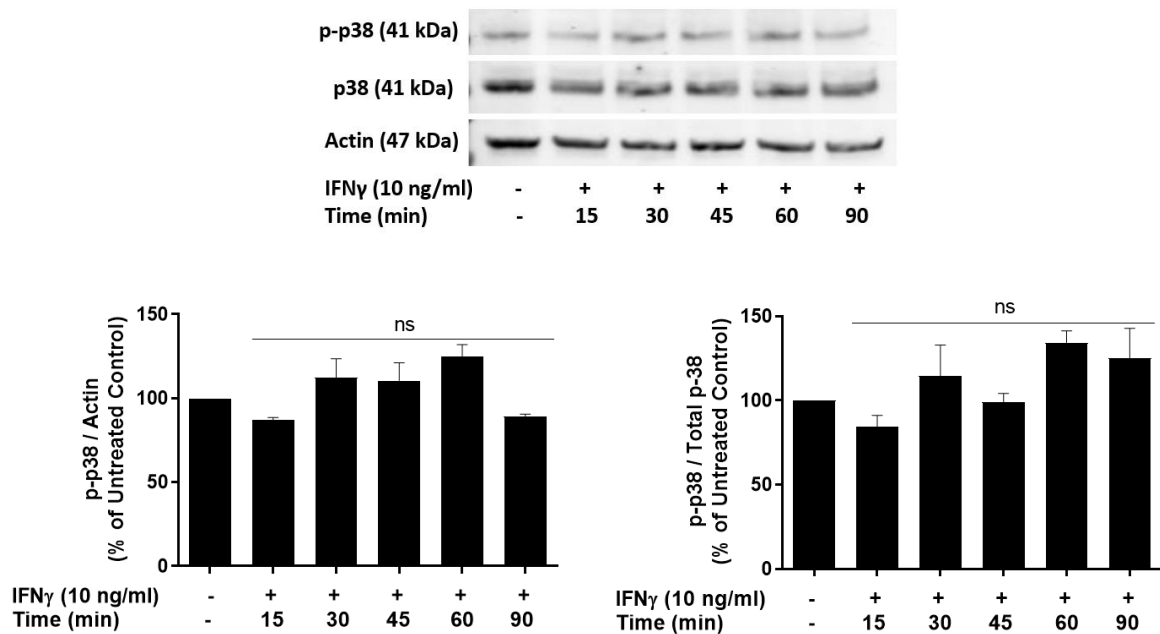 p-p38 (41 kDa)
p38 (41 kDa)
Actin (47 kDa)
IFNγ (10 ng/ml) - + + + + +
Time (min) - 15 30 45 60 90
p-p38 / Actin
(% of Untreated Control)
150
100
50
0
ns
IFNγ (10 ng/ml) - + + + + +
Time (min) - 15 30 45 60 90
p-p38 / Total p-38
(% of Untreated Control)
150
100
50
0
ns
IFNγ (10 ng/ml) - + + + + +
Time (min) - 15 30 45 60 90